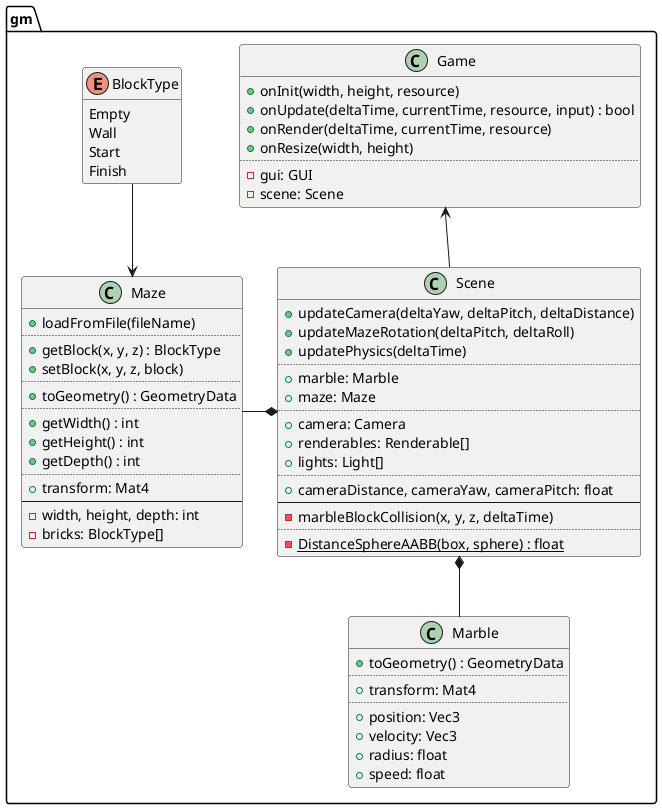 gm
E BlockType
Empty
Wall
Start
Finish
C Game
onInit(width, height, resource)
onUpdate(deltaTime, currentTime, resource, input) : bool
onRender(deltaTime, currentTime, resource)
onResize(width, height)
gui: GUI
scene: Scene
C Maze
loadFromFile(fileName)
getBlock(x, y, z) : BlockType
setBlock(x, y, z, block)
toGeometry() : GeometryData
getWidth() : int
getHeight() : int
getDepth() : int
transform: Mat4
width, height, depth: int
bricks: BlockType[]
C Scene
updateCamera(deltaYaw, deltaPitch, deltaDistance)
updateMazeRotation(deltaPitch, deltaRoll)
updatePhysics(deltaTime)
marble: Marble
maze: Maze
camera: Camera
renderables: Renderable[]
lights: Light[]
cameraDistance, cameraYaw, cameraPitch: float
marbleBlockCollision(x, y, z, deltaTime)
DistanceSphereAABB(box, sphere) : float
C Marble
toGeometry() : GeometryData
transform: Mat4
position: Vec3
velocity: Vec3
radius: float
speed: float